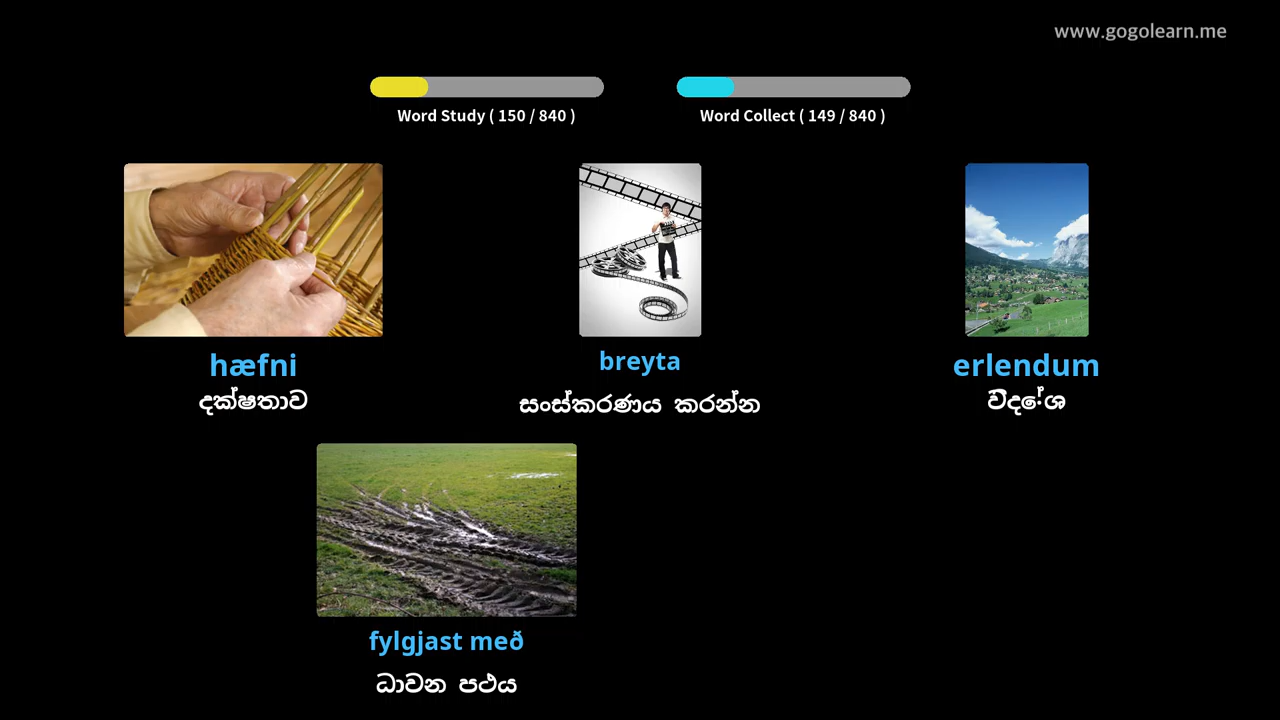 www.gogolearn.me
Word Study ( 150 / 840 )
Word Collect ( 149 / 840 )
hæfni
දක්ෂතාව
breyta
සංස්කරණය කරන්න
erlendum
විදේශ
fylgjast með
ධාවන පථය